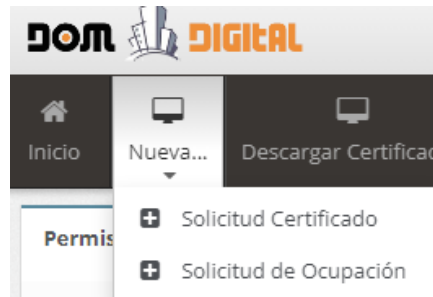 DOM DIGITAL
Inicio
Nueva...
Descargar Certificad
Solicitud Certificado
Permis
Solicitud de Ocupación